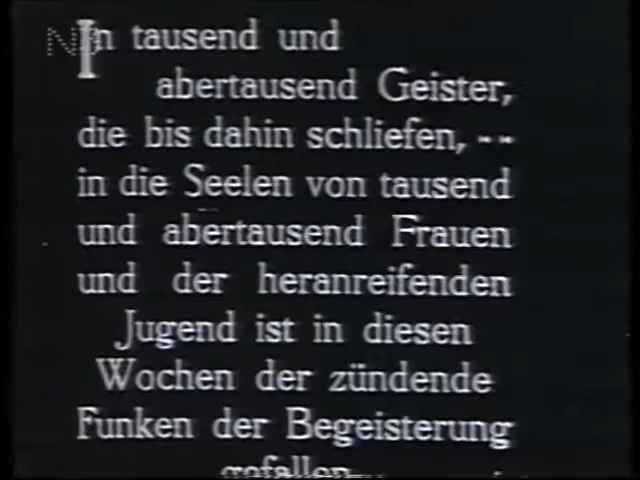 In tausend und
abertausend Geister,
die bis dahin schliefen, --
in die Seelen von tausend
und abertausend Frauen
und der heranreifenden
Jugend ist in diesen
Wochen der zündende
Funken der Begeisterung
gefallen